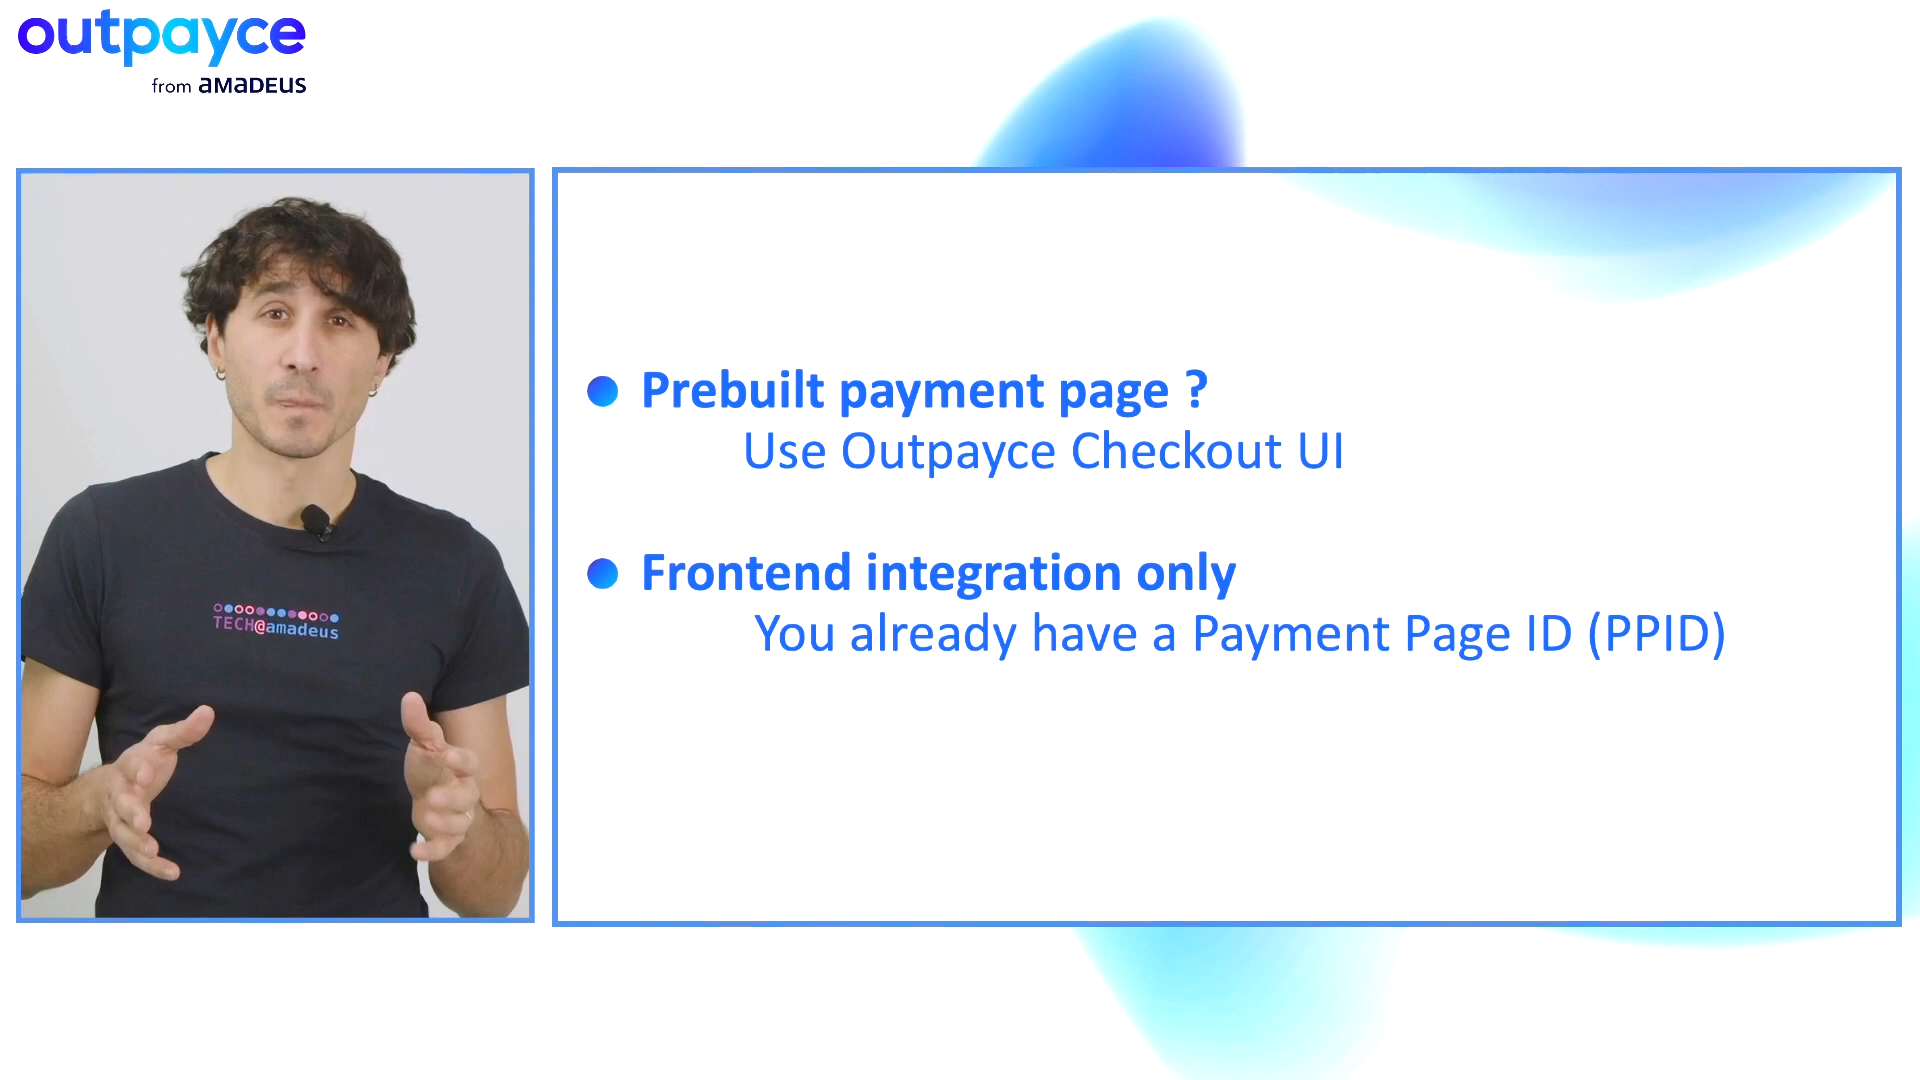 outpayce
from amadeus
TECH@amadeus
Prebuilt payment page ?
Use Outpayce Checkout UI
Frontend integration only
You already have a Payment Page ID (PPID)